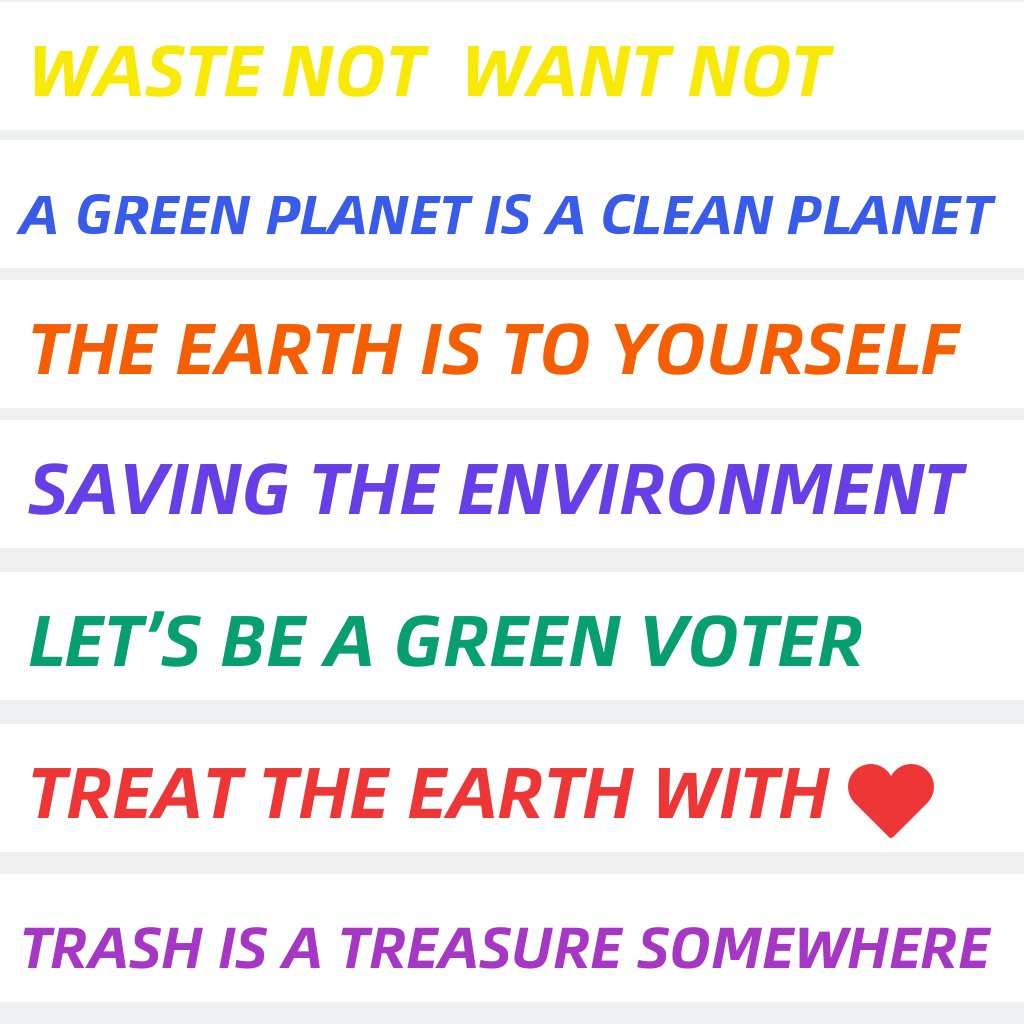 WASTE NOT WANT NOT
A GREEN PLANET IS A CLEAN PLANET
THE EARTH IS TO YOURSELF
SAVING THE ENVIRONMENT
LET’S BE A GREEN VOTER
TREAT THE EARTH WITH
TRASH IS A TREASURE SOMEWHERE